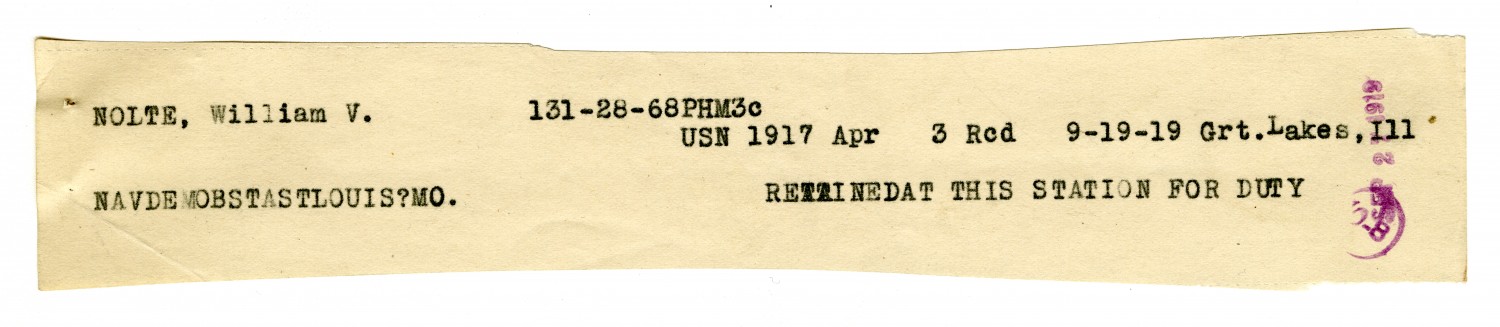 NOLTE, William V. 131-28-68PHM3c
USN 1917 Apr 3 Rcd 9-19-19 Grt.Lakes,Ill
NAVDEMOBSTASTLOUIS?MO. RETAINEDAT THIS STATION FOR DUTY